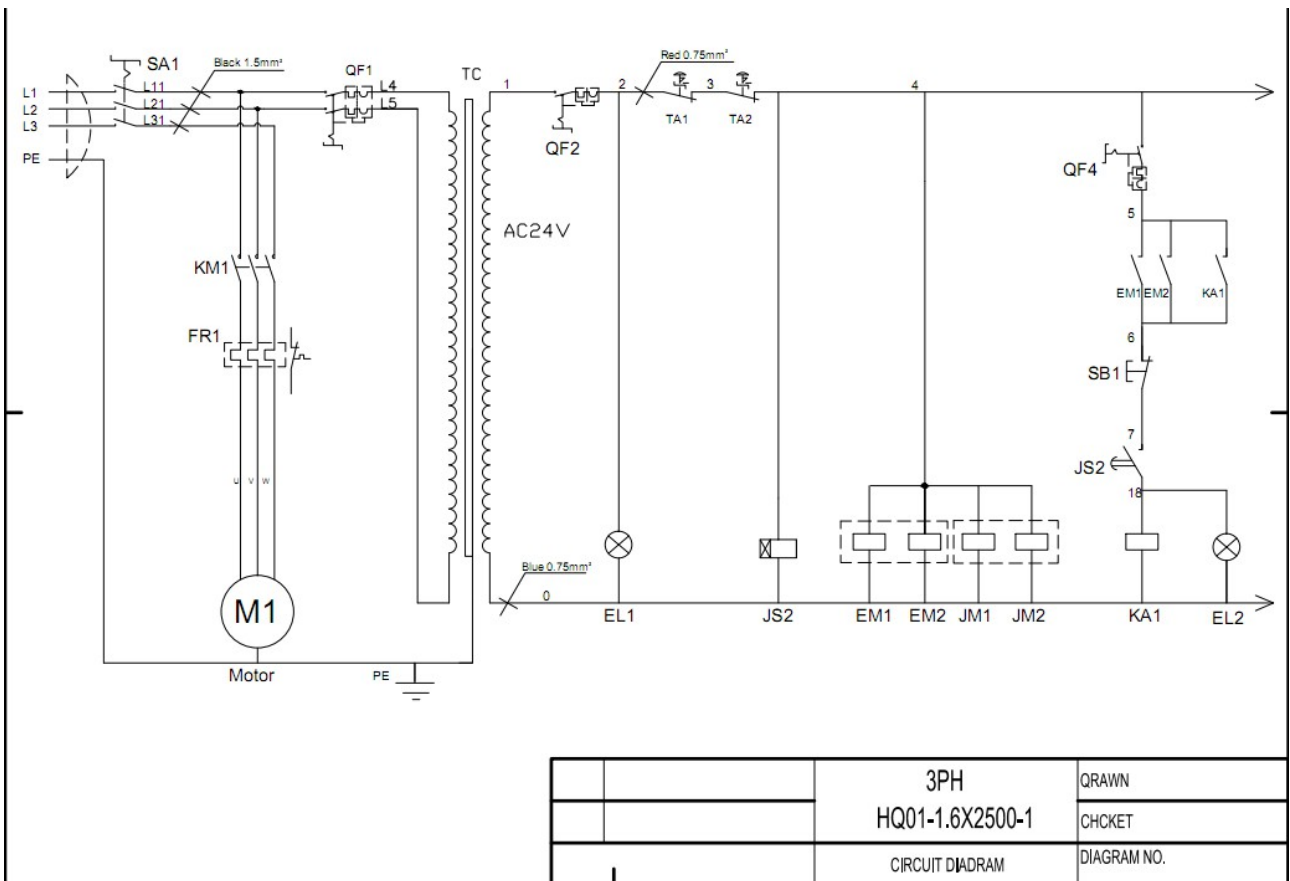 SA1
Black 1.5mm²
QF1
TC
Red 0.75mm²
L1 L11 L4 1 2 3 4
L2 L21 L5
L3 L31
TA1 TA2
QF2
PE
QF4
5
AC24V
KM1
EM1 EM2 KA1
FR1
6
SB1
7
JS2
U V W
18
Blue 0.75mm²
0
M1
EL1 JS2 EM1 EM2 JM1 JM2 KA1 EL2
Motor
PE
3PH
HQ01-1.6X2500-1
CIRCUIT DIADRAM
QRAWN
CHCKET
DIAGRAM NO.